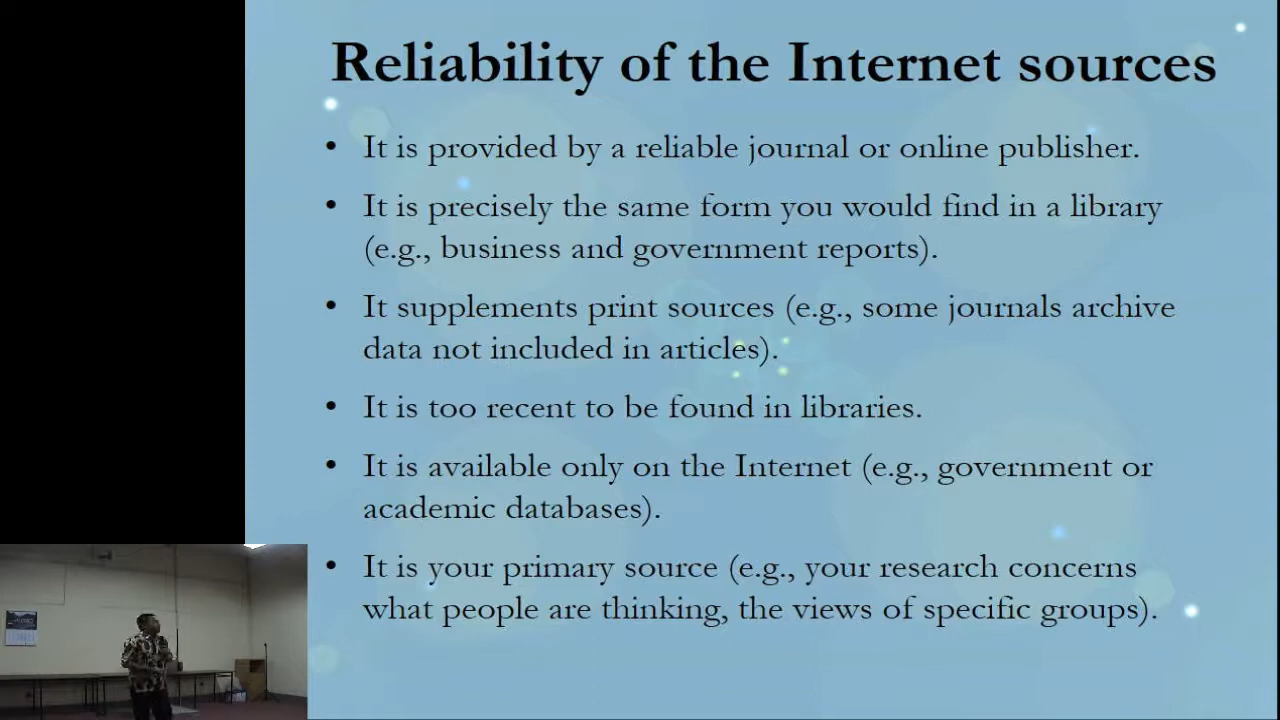 Reliability of the Internet sources
• It is provided by a reliable journal or online publisher.
• It is precisely the same form you would find in a library
(e.g., business and government reports).
• It supplements print sources (e.g., some journals archive
data not included in articles).
• It is too recent to be found in libraries.
• It is available only on the Internet (e.g., government or
academic databases).
• It is your primary source (e.g., your research concerns
what people are thinking, the views of specific groups).